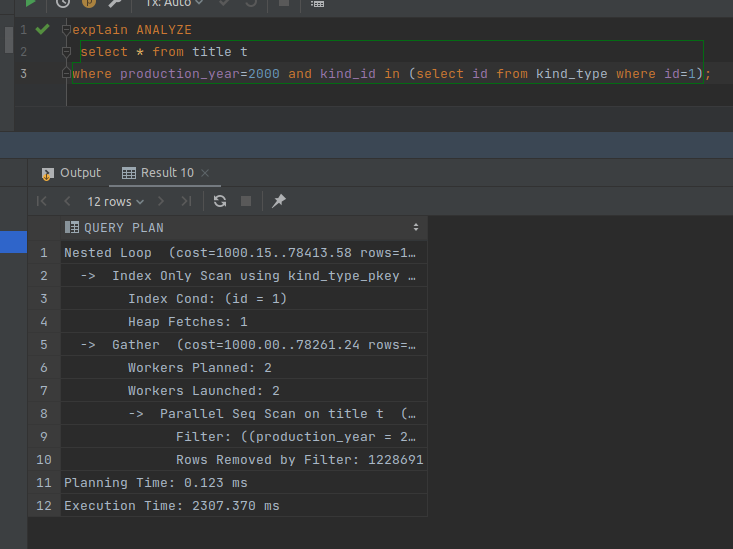 Tx: Auto
1 explain ANALYZE
2 select * from title t
3 where production_year=2000 and kind_id in (select id from kind_type where id=1);
Output
Result 10
12 rows
QUERY PLAN
1 Nested Loop  (cost=1000.15..78413.58 rows=1…
2 ->  Index Only Scan using kind_type_pkey …
3 Index Cond: (id = 1)
4 Heap Fetches: 1
5 ->  Gather  (cost=1000.00..78261.24 rows=…
6 Workers Planned: 2
7 Workers Launched: 2
8 ->  Parallel Seq Scan on title t  (…
9 Filter: ((production_year = 2…
10 Rows Removed by Filter: 1228691
11 Planning Time: 0.123 ms
12 Execution Time: 2307.370 ms